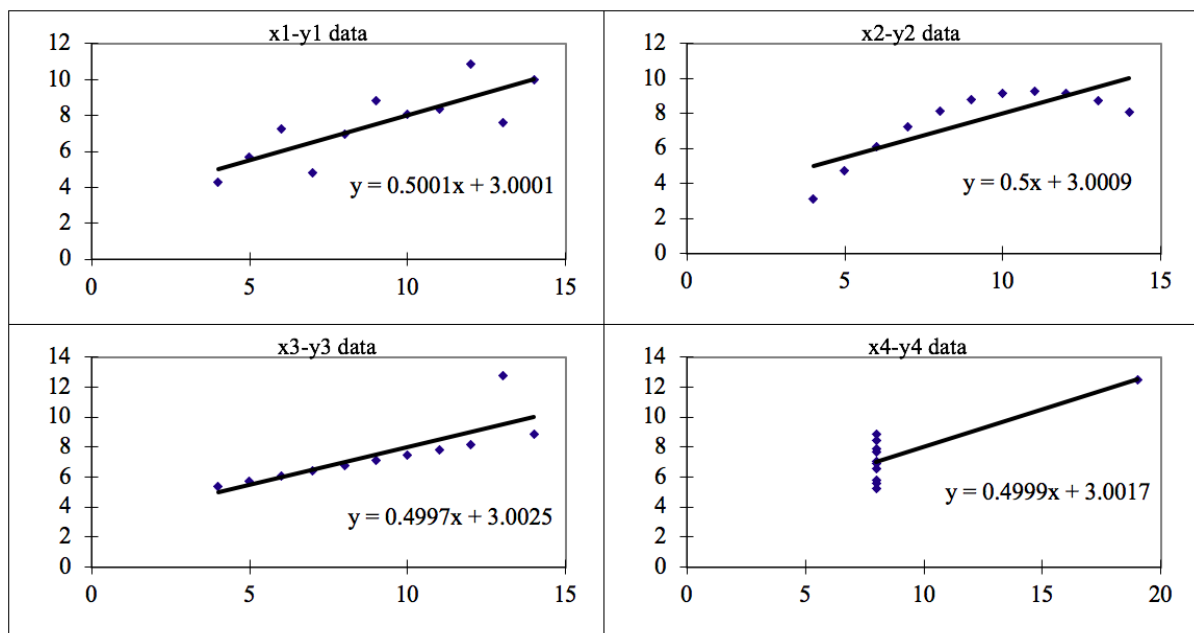 x1-y1 data
12
10
8
6
4
2
0
y = 0.5001x + 3.0001
0 5 10 15
x2-y2 data
12
10
8
6
4
2
0
y = 0.5x + 3.0009
0 5 10 15
x3-y3 data
14
12
10
8
6
4
2
0
y = 0.4997x + 3.0025
0 5 10 15
x4-y4 data
14
12
10
8
6
4
2
0
y = 0.4999x + 3.0017
0 5 10 15 20